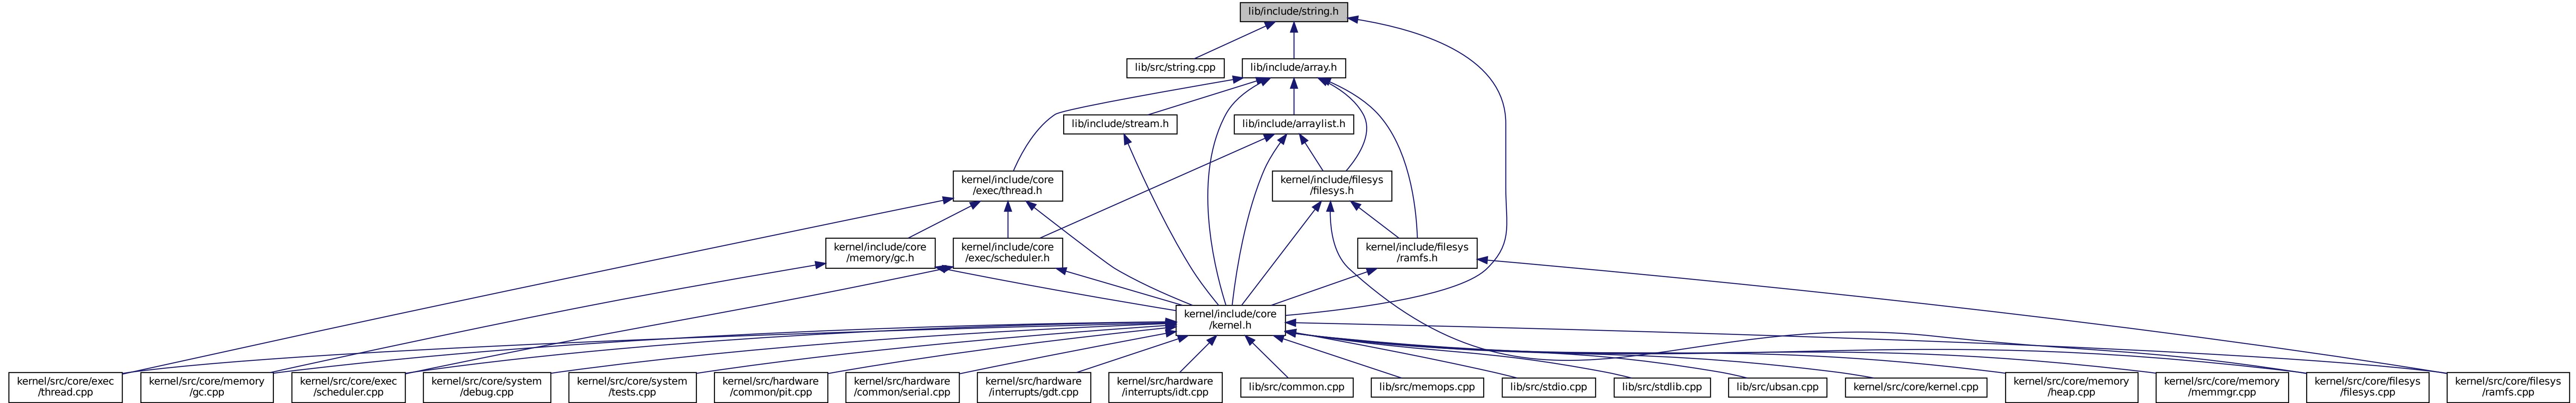 lib/include/string.h
lib/src/string.cpp
lib/include/array.h
lib/include/stream.h
lib/include/arraylist.h
kernel/include/core
/exec/thread.h
kernel/include/filesys
/filesys.h
kernel/include/core
/memory/gc.h
kernel/include/core
/exec/scheduler.h
kernel/include/filesys
/ramfs.h
kernel/include/core
/kernel.h
kernel/src/core/exec
/thread.cpp
kernel/src/core/memory
/gc.cpp
kernel/src/core/exec
/scheduler.cpp
kernel/src/core/system
/debug.cpp
kernel/src/core/system
/tests.cpp
kernel/src/hardware
/common/pit.cpp
kernel/src/hardware
/common/serial.cpp
kernel/src/hardware
/interrupts/gdt.cpp
kernel/src/hardware
/interrupts/idt.cpp
lib/src/common.cpp
lib/src/memops.cpp
lib/src/stdio.cpp
lib/src/stdlib.cpp
lib/src/ubsan.cpp
kernel/src/core/kernel.cpp
kernel/src/core/memory
/heap.cpp
kernel/src/core/memory
/memmgr.cpp
kernel/src/core/filesys
/filesys.cpp
kernel/src/core/filesys
/ramfs.cpp